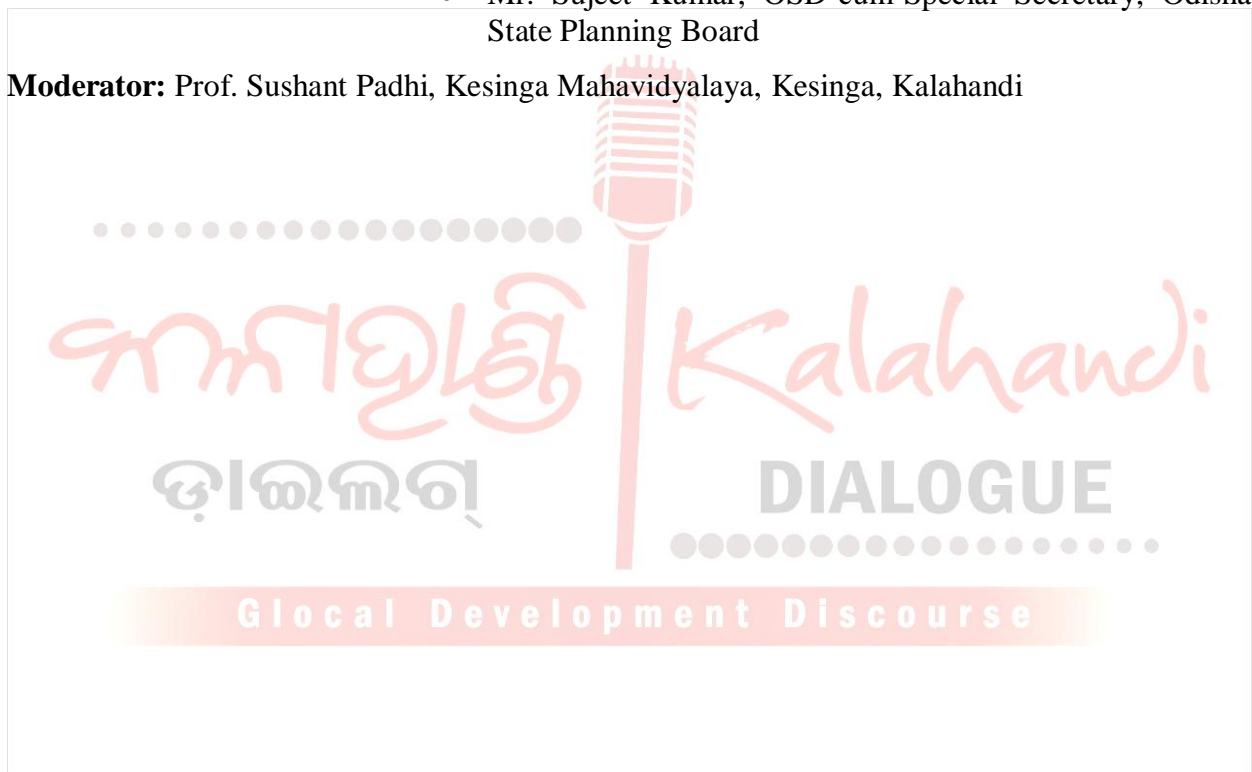 • Mr. Sujeet Kumar, OSD-cum-Special Secretary, Odisha
State Planning Board
Moderator: Prof. Sushant Padhi, Kesinga Mahavidyalaya, Kesinga, Kalahandi
କଳାହାଣ୍ଡି Kalahandi
ଡାଇଲଗ୍ DIALOGUE
Glocal Development Discourse